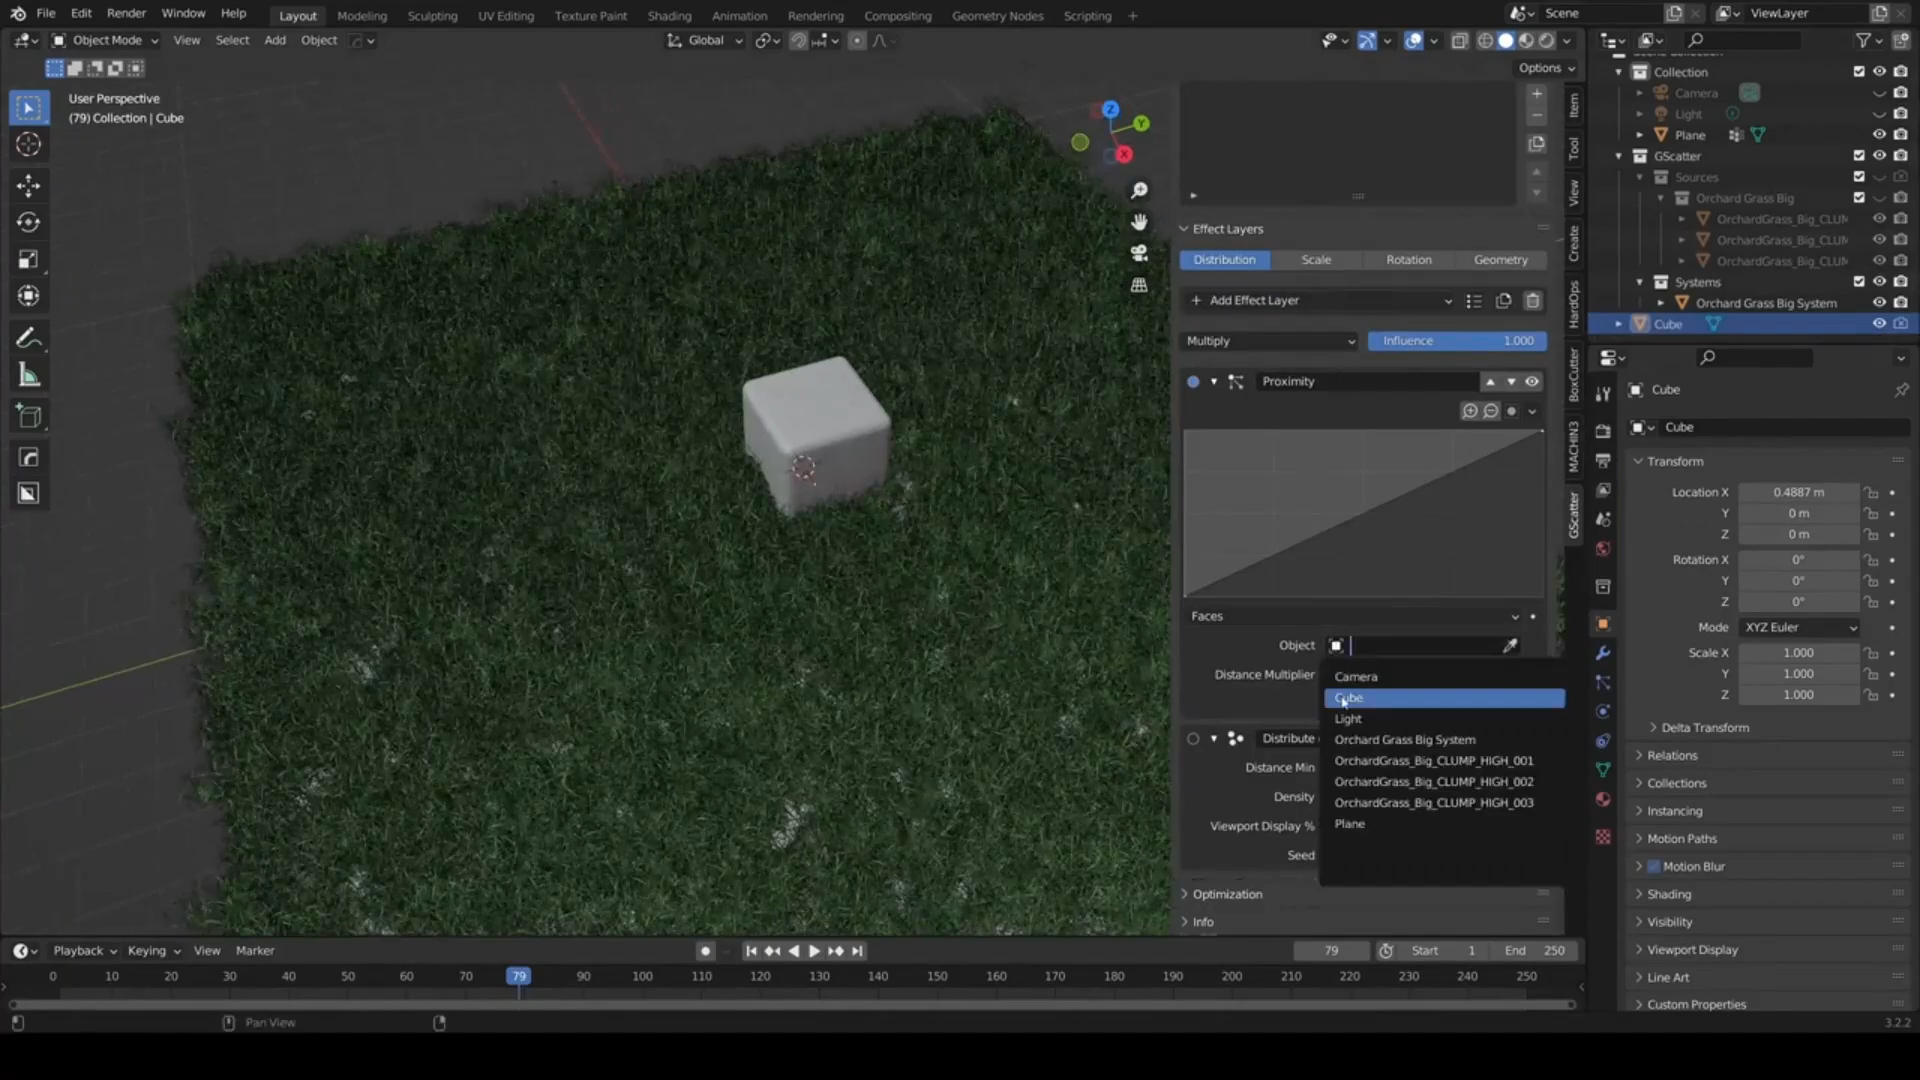 File Edit Render Window Help Layout Modeling Sculpting UV Editing Texture Paint Shading Animation Rendering Compositing Geometry Nodes Scripting + Scene ViewLayer
Object Mode View Select Add Object Global
Options
User Perspective
(79) Collection | Cube
Z
Y
X
Item
Tool
View
Create
HardOps
BoxCutter
MACHIN3
GScatter
Effect Layers
Distribution Scale Rotation Geometry
Add Effect Layer
Multiply Influence 1.000
Proximity
Faces
Object
Distance Multiplier
Camera
Cube
Light
Orchard Grass Big System
OrchardGrass_Big_CLUMP_HIGH_001
OrchardGrass_Big_CLUMP_HIGH_002
OrchardGrass_Big_CLUMP_HIGH_003
Plane
Distribute
Distance Min
Density
Viewport Display %
Seed
Optimization
Info
Collection
Camera
Light
Plane
GScatter
Sources
Orchard Grass Big
OrchardGrass_Big_CLUM
OrchardGrass_Big_CLUM
OrchardGrass_Big_CLUM
Systems
Orchard Grass Big System
Cube
Cube
Cube
Transform
Location X 0.4887 m
Y 0 m
Z 0 m
Rotation X 0°
Y 0°
Z 0°
Mode XYZ Euler
Scale X 1.000
Y 1.000
Z 1.000
Delta Transform
Relations
Collections
Instancing
Motion Paths
Motion Blur
Shading
Visibility
Viewport Display
Line Art
Custom Properties
Playback Keying View Marker 79 Start 1 End 250
0 10 20 30 40 50 60 70 79 90 100 110 120 130 140 150 160 170 180 190 200 210 220 230 240 250
Pan View 3.2.2